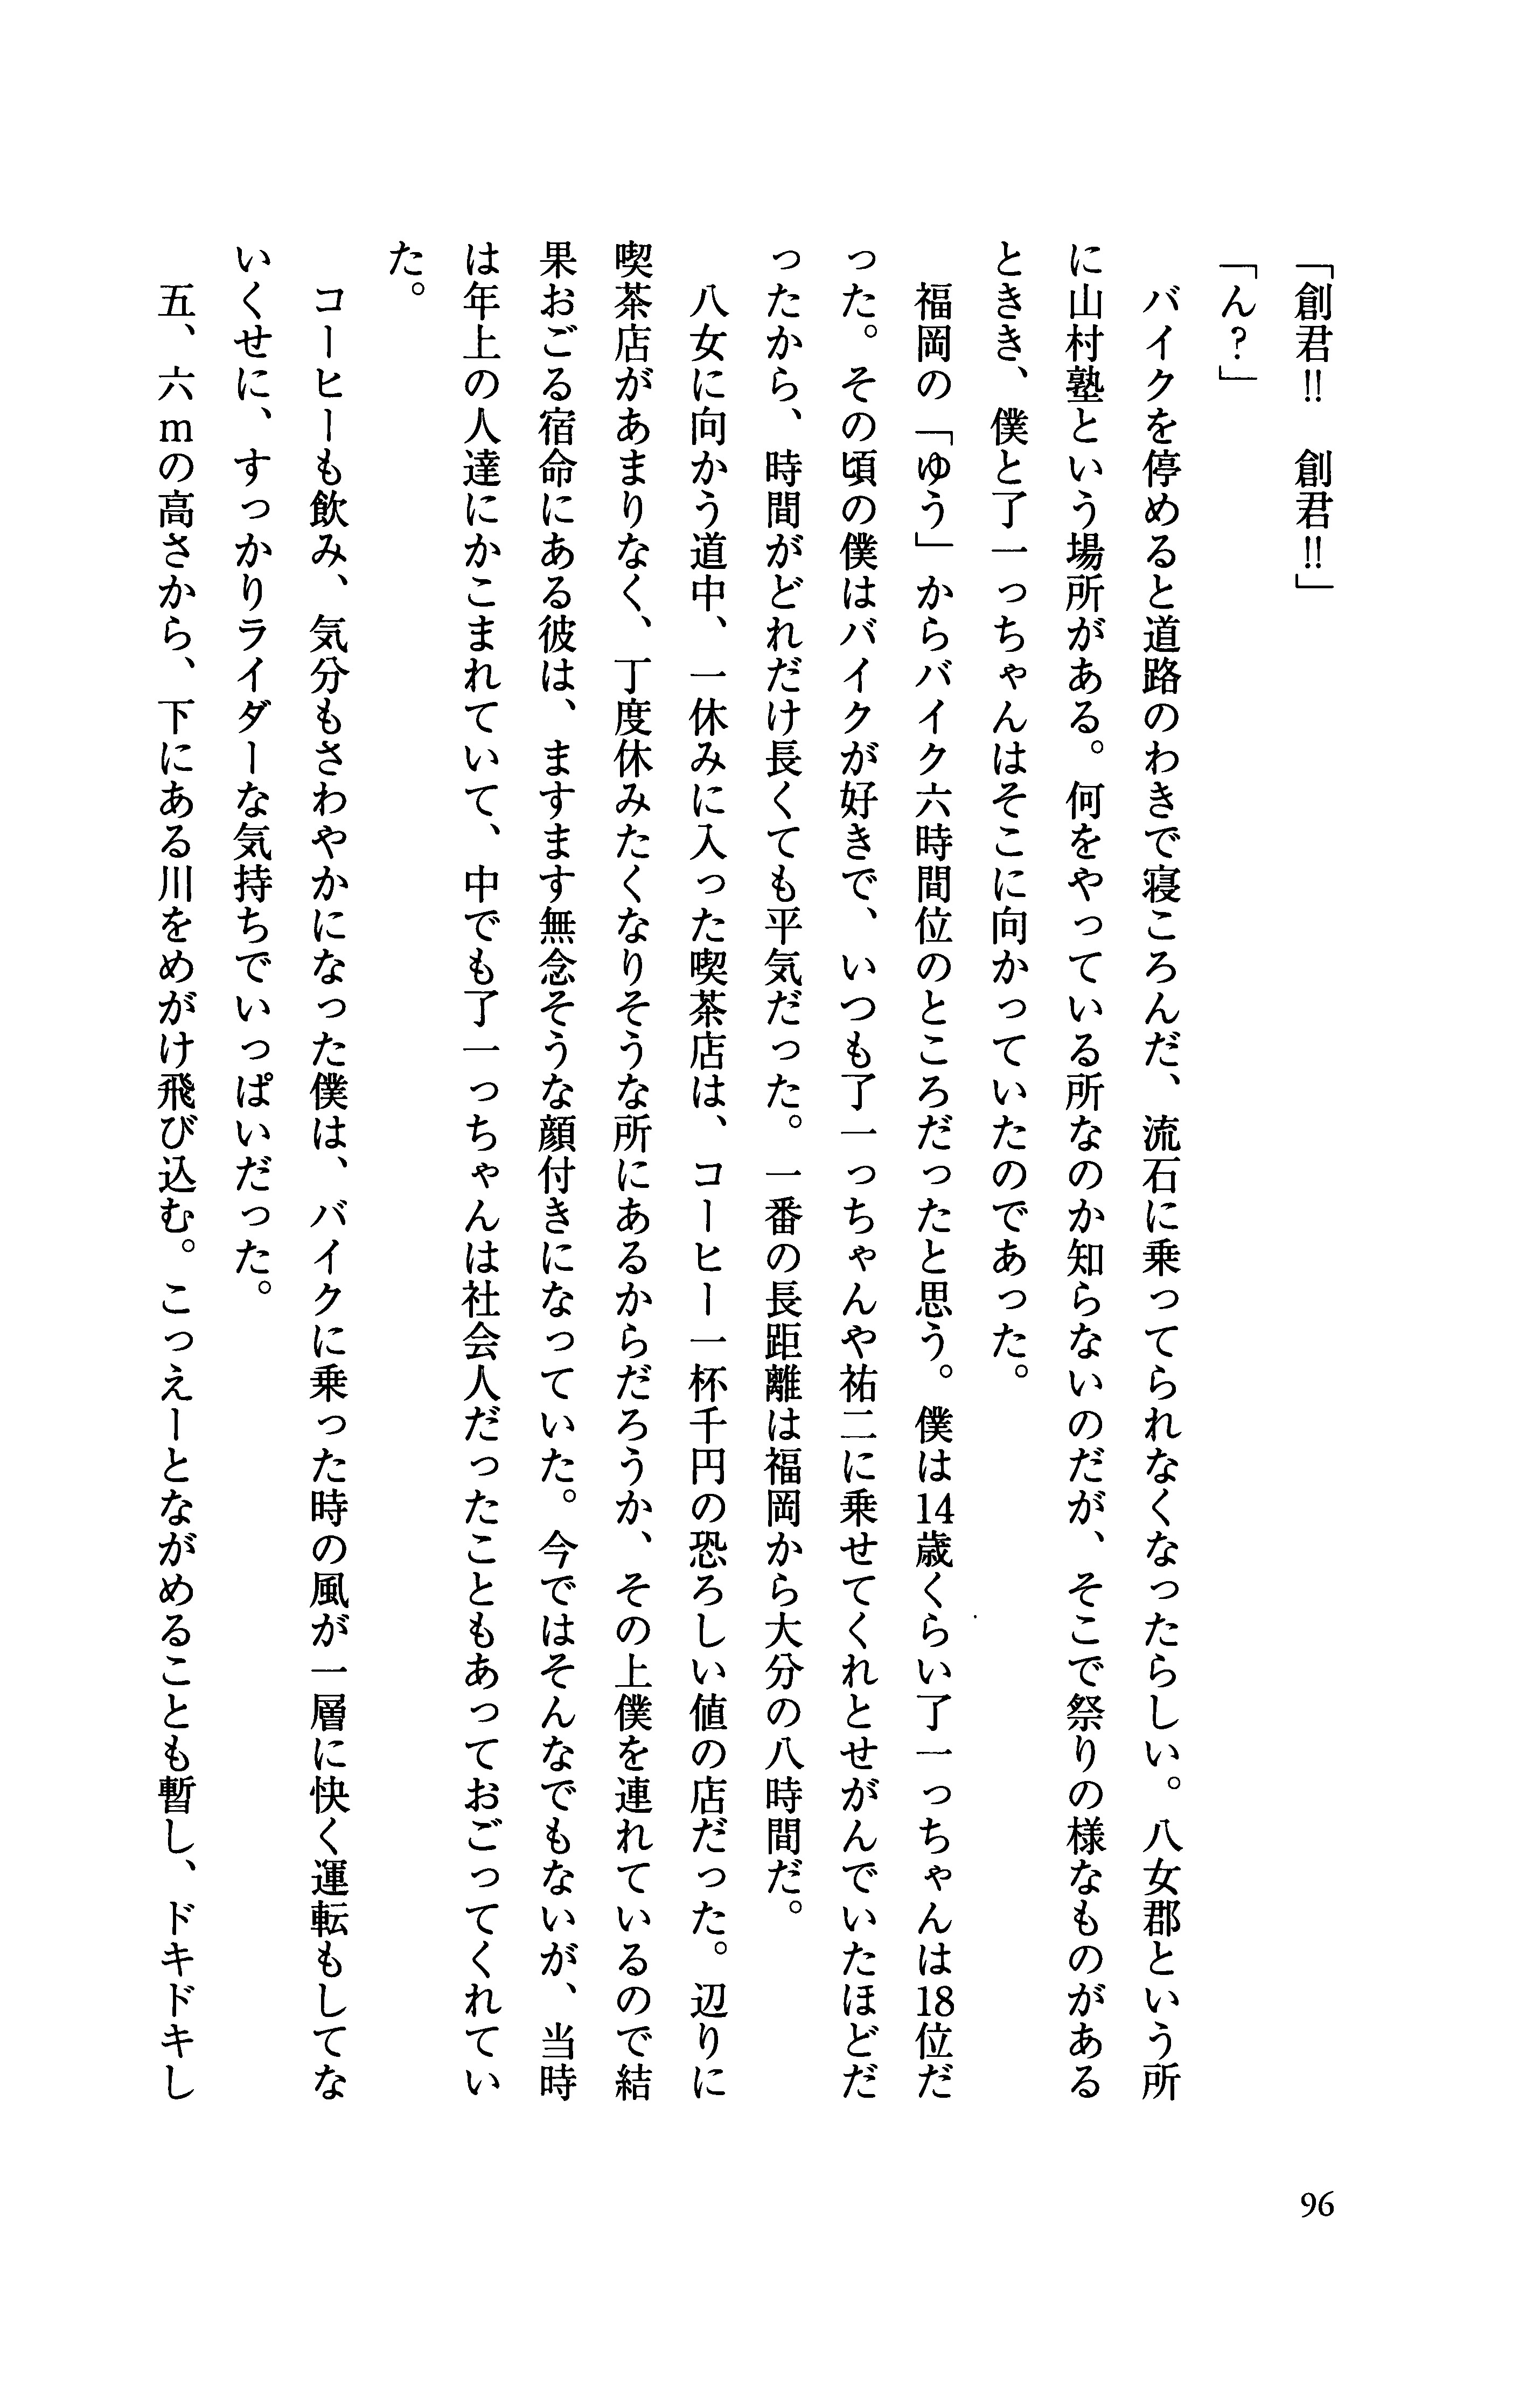 「創君‼　創君‼」
「ん？」
　バイクを停めると道路のわきで寝ころんだ、流石に乗ってられなくなったらしい。八女郡という所
に山村塾という場所がある。何をやっている所なのか知らないのだが、そこで祭りの様なものがある
ときき、僕と了一っちゃんはそこに向かっていたのであった。
　福岡の「ゆう」からバイク六時間位のところだったと思う。僕は14歳くらい了一っちゃんは18位だ
った。その頃の僕はバイクが好きで、いつも了一っちゃんや祐二に乗せてくれとせがんでいたほどだ
ったから、時間がどれだけ長くても平気だった。一番の長距離は福岡から大分の八時間だ。
　八女に向かう道中、一休みに入った喫茶店は、コーヒー一杯千円の恐ろしい値の店だった。辺りに
喫茶店があまりなく、丁度休みたくなりそうな所にあるからだろうか、その上僕を連れているので結
果おごる宿命にある彼は、ますます無念そうな顔付きになっていた。今ではそんなでもないが、当時
は年上の人達にかこまれていて、中でも了一っちゃんは社会人だったこともあっておごってくれてい
た。
　コーヒーも飲み、気分もさわやかになった僕は、バイクに乗った時の風が一層に快く運転もしてな
いくせに、すっかりライダーな気持ちでいっぱいだった。
　五、六ｍの高さから、下にある川をめがけ飛び込む。こっえーとながめることも暫し、ドキドキし
96